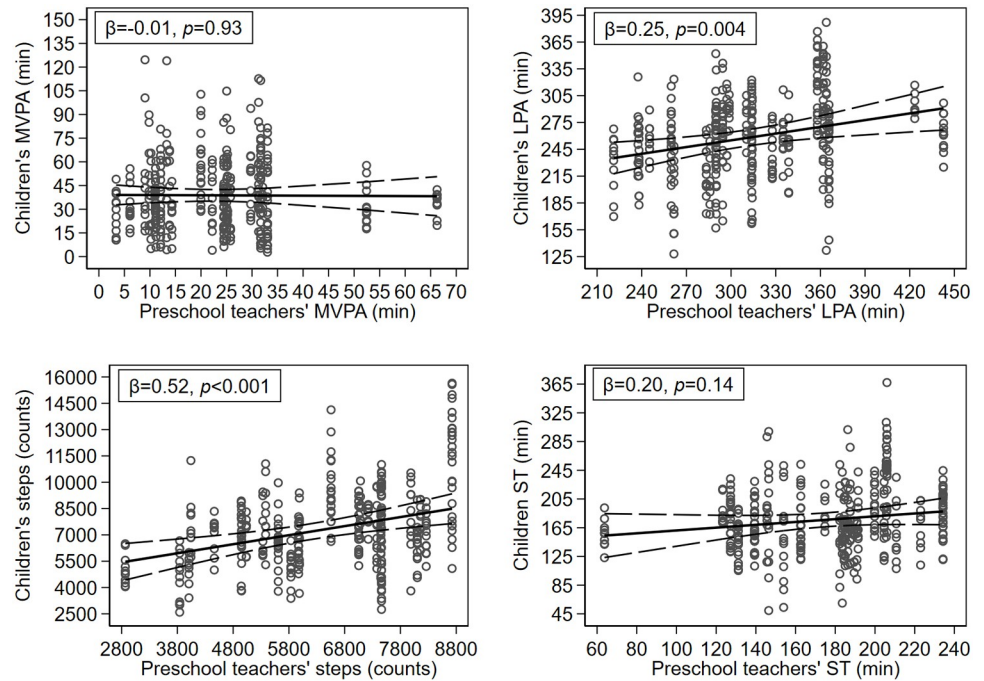 β=-0.01, p=0.93
Children's MVPA (min)
150
135
120
105
90
75
60
45
30
15
0
0 5 10 15 20 25 30 35 40 45 50 55 60 65 70
Preschool teachers' MVPA (min)
β=0.25, p=0.004
Children's LPA (min)
395
365
335
305
275
245
215
185
155
125
210 240 270 300 330 360 390 420 450
Preschool teachers' LPA (min)
β=0.52, p<0.001
Children's steps (counts)
16000
14500
13000
11500
10000
8500
7000
5500
4000
2500
2800 3800 4800 5800 6800 7800 8800
Preschool teachers' steps (counts)
β=0.20, p=0.14
Children ST (min)
365
325
285
245
205
165
125
85
45
60 80 100 120 140 160 180 200 220 240
Preschool teachers' ST (min)